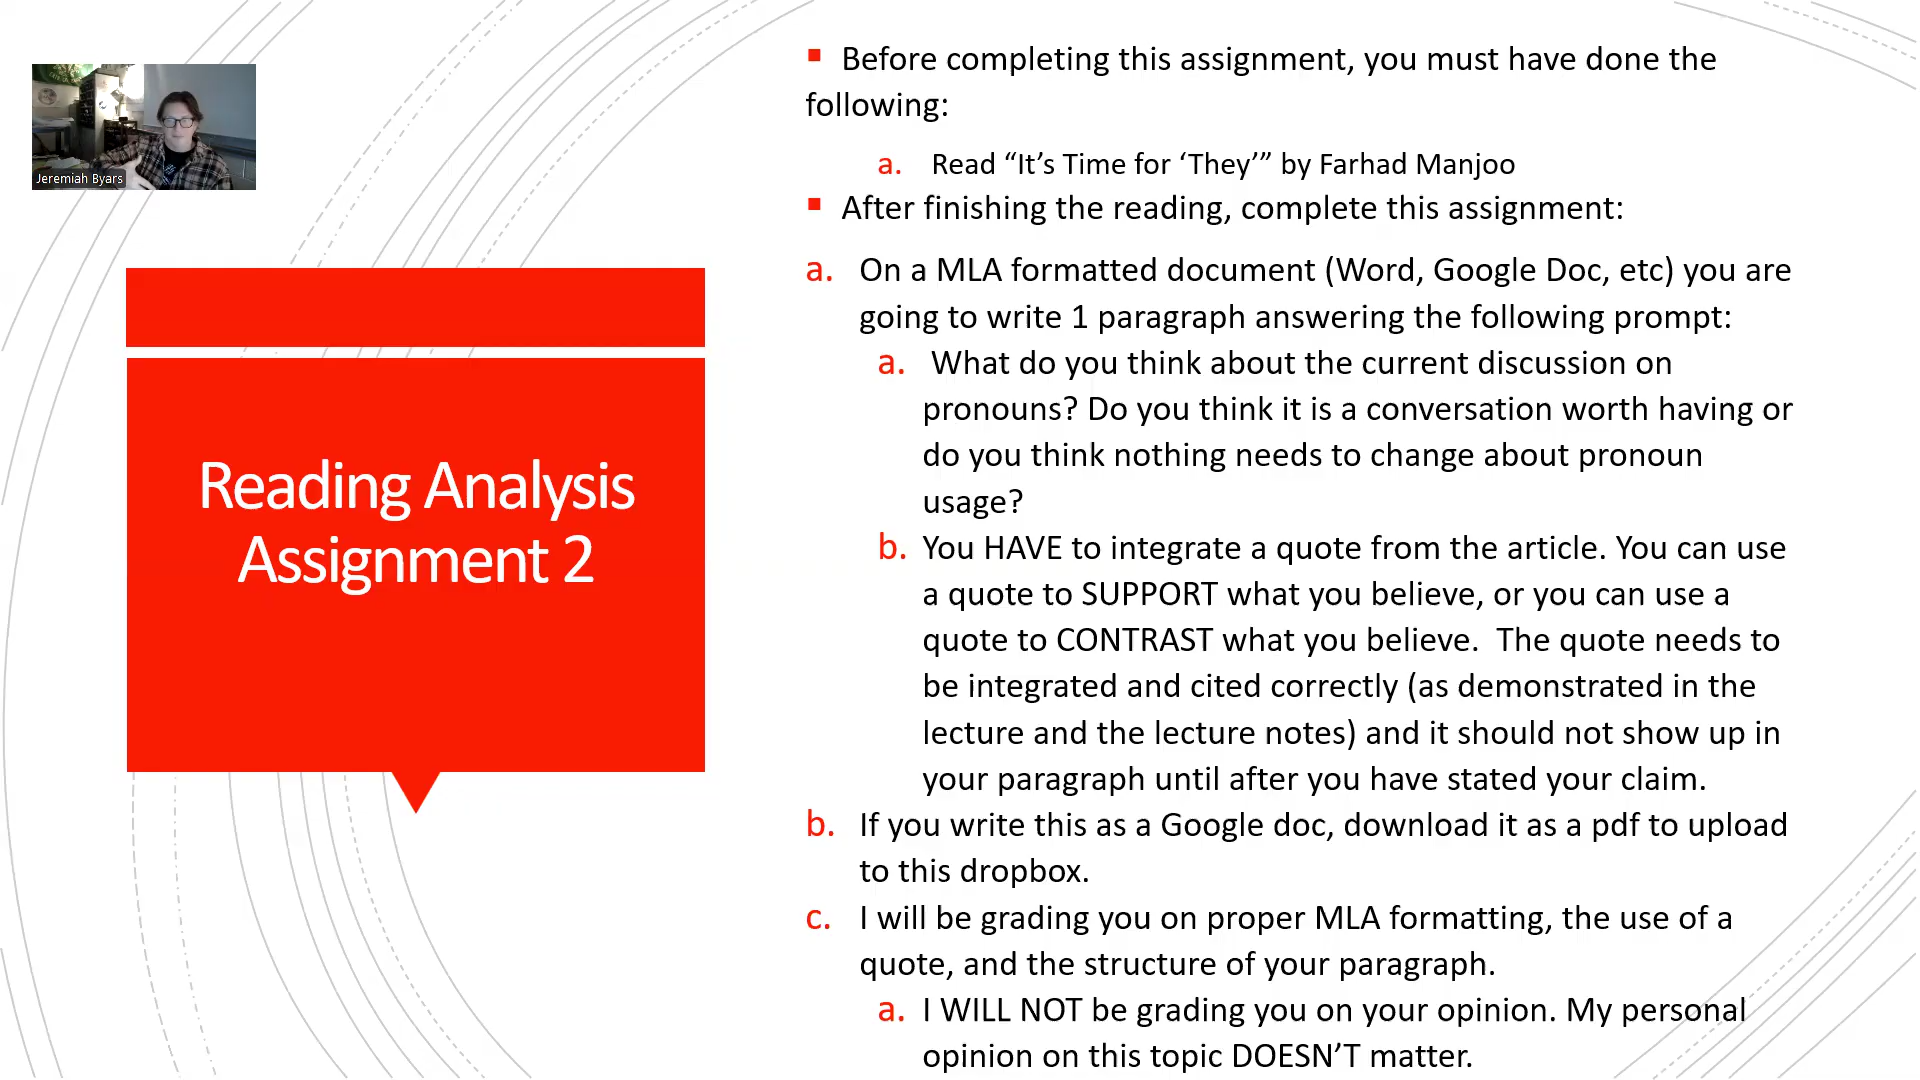 Jeremiah Byars
Reading Analysis
Assignment 2
Before completing this assignment, you must have done the
following:
a. Read “It’s Time for ‘They’” by Farhad Manjoo
After finishing the reading, complete this assignment:
a. On a MLA formatted document (Word, Google Doc, etc) you are
going to write 1 paragraph answering the following prompt:
a. What do you think about the current discussion on
pronouns? Do you think it is a conversation worth having or
do you think nothing needs to change about pronoun
usage?
b. You HAVE to integrate a quote from the article. You can use
a quote to SUPPORT what you believe, or you can use a
quote to CONTRAST what you believe. The quote needs to
be integrated and cited correctly (as demonstrated in the
lecture and the lecture notes) and it should not show up in
your paragraph until after you have stated your claim.
b. If you write this as a Google doc, download it as a pdf to upload
to this dropbox.
c. I will be grading you on proper MLA formatting, the use of a
quote, and the structure of your paragraph.
a. I WILL NOT be grading you on your opinion. My personal
opinion on this topic DOESN’T matter.